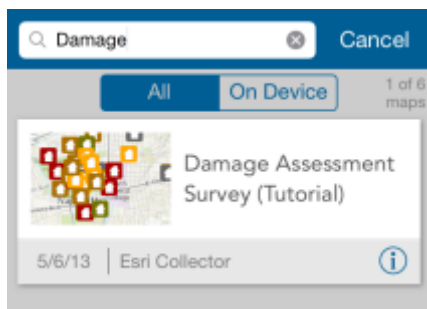 Damage
Cancel
All
On Device
1 of 6
maps
Damage Assessment
Survey (Tutorial)
5/6/13
Esri Collector